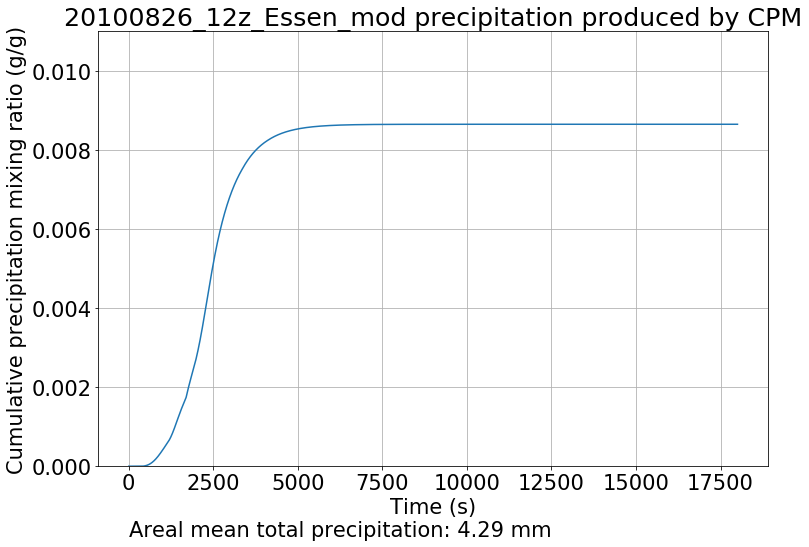 20100826_12z_Essen_mod precipitation produced by CPM
Cumulative precipitation mixing ratio (g/g)
0.010
0.008
0.006
0.004
0.002
0.000
0 2500 5000 7500 10000 12500 15000 17500
Time (s)
Areal mean total precipitation: 4.29 mm